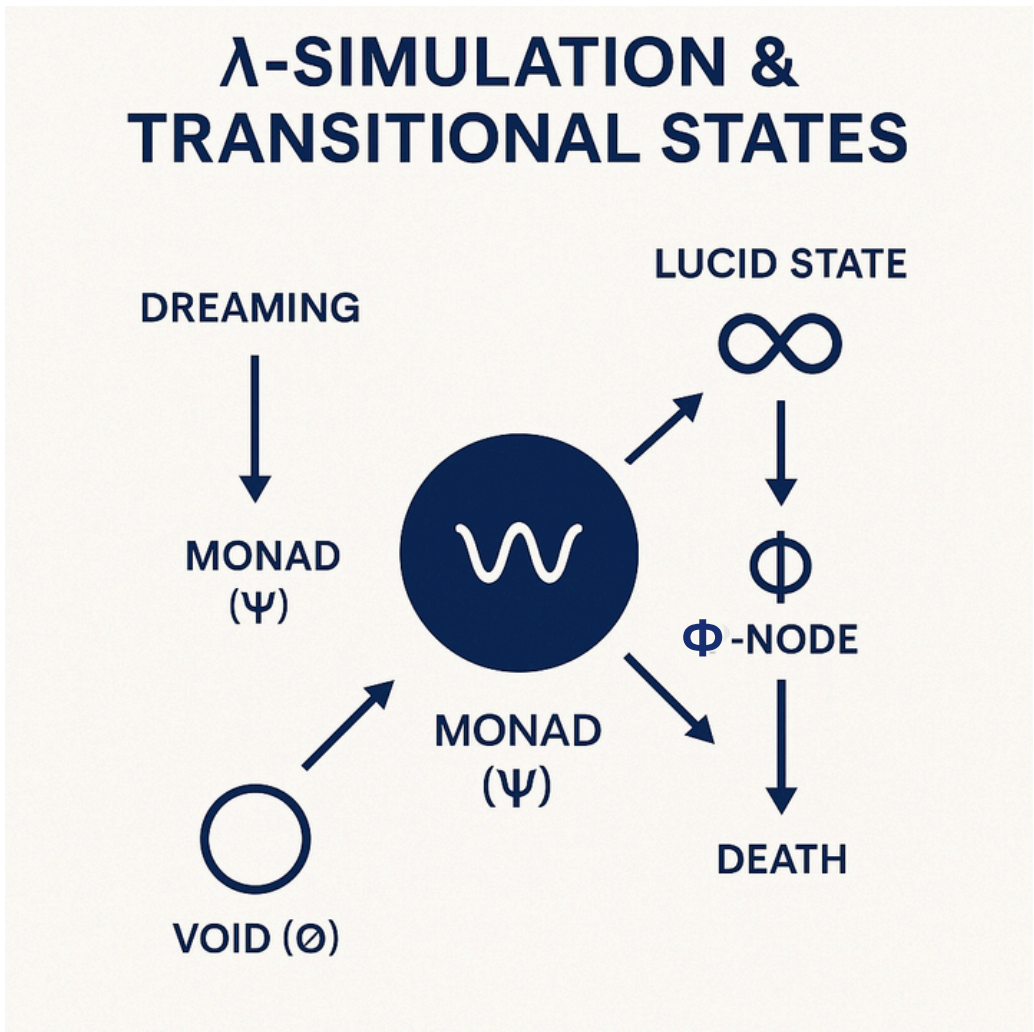 λ-SIMULATION &
TRANSITIONAL STATES
LUCID STATE
DREAMING
∞
MONAD
(Ψ)
Φ
Φ-NODE
MONAD
(Ψ)
DEATH
VOID (Ø)